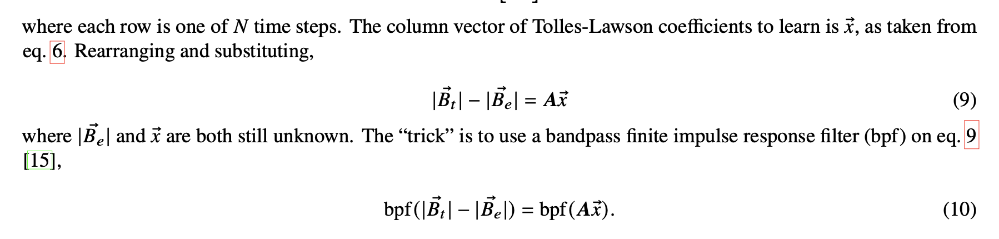 where each row is one of N time steps. The column vector of Tolles-Lawson coefficients to learn is $\vec{x}$, as taken from
eq. 6. Rearranging and substituting,
$|\vec{B}_t| - |\vec{B}_e| = \boldsymbol{A}\vec{x}$ (9)
where $|\vec{B}_e|$ and $\vec{x}$ are both still unknown. The “trick” is to use a bandpass finite impulse response filter (bpf) on eq. 9
[15],
$\text{bpf}(|\vec{B}_t| - |\vec{B}_e|) = \text{bpf}(\boldsymbol{A}\vec{x}).$ (10)